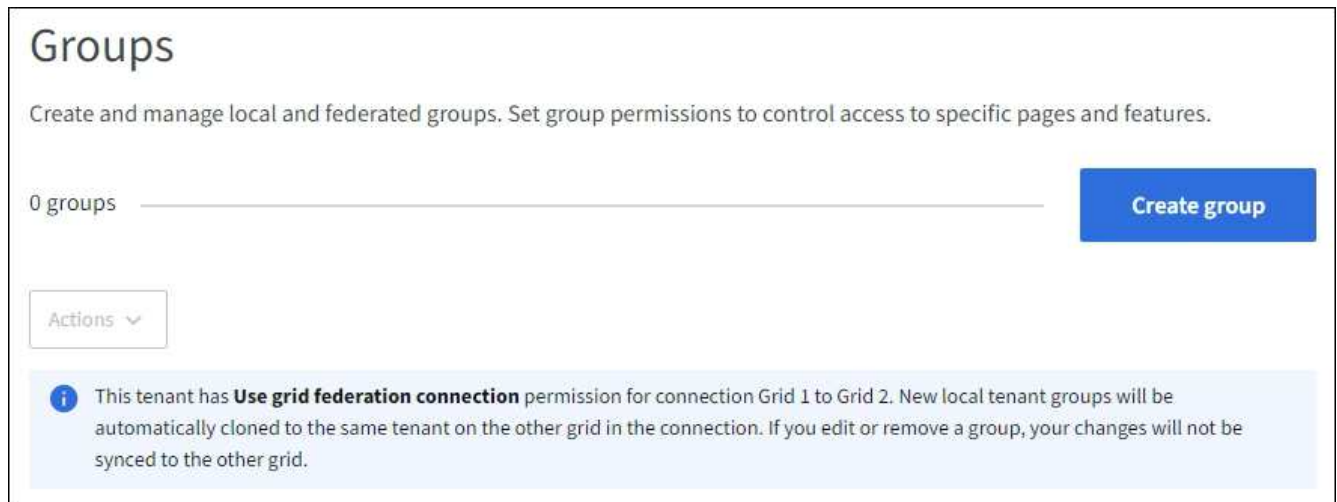 Groups
Create and manage local and federated groups. Set group permissions to control access to specific pages and features.
0 groups
Create group
Actions
This tenant has Use grid federation connection permission for connection Grid 1 to Grid 2. New local tenant groups will be
automatically cloned to the same tenant on the other grid in the connection. If you edit or remove a group, your changes will not be
synced to the other grid.